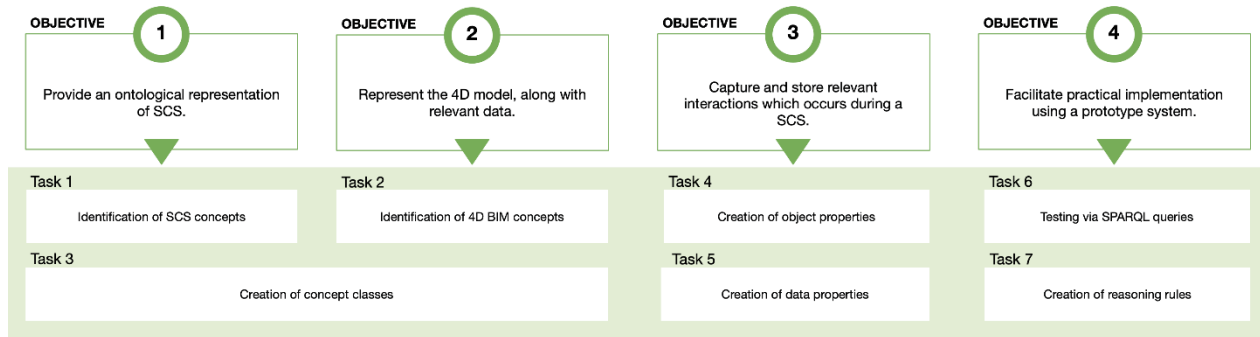 OBJECTIVE
1
Provide an ontological representation
of SCS.
OBJECTIVE
2
Represent the 4D model, along with
relevant data.
OBJECTIVE
3
Capture and store relevant
interactions which occurs during a
SCS.
OBJECTIVE
4
Facilitate practical implementation
using a prototype system.
Task 1
Identification of SCS concepts
Task 2
Identification of 4D BIM concepts
Task 4
Creation of object properties
Task 6
Testing via SPARQL queries
Task 3
Creation of concept classes
Task 5
Creation of data properties
Task 7
Creation of reasoning rules